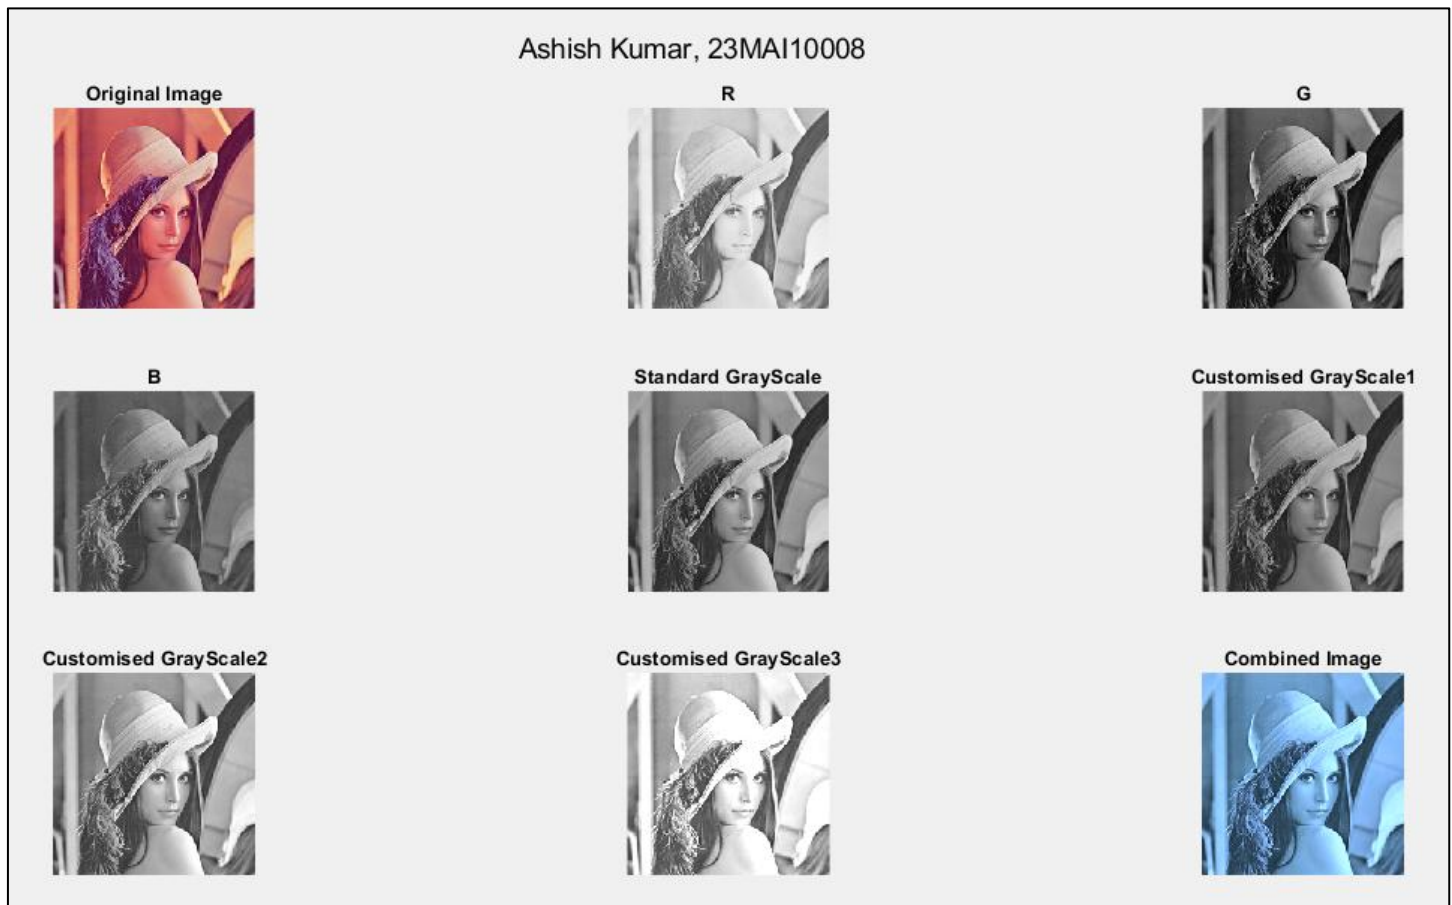 Ashish Kumar, 23MAI10008
Original Image
R
G
B
Standard GrayScale
Customised GrayScale1
Customised GrayScale2
Customised GrayScale3
Combined Image